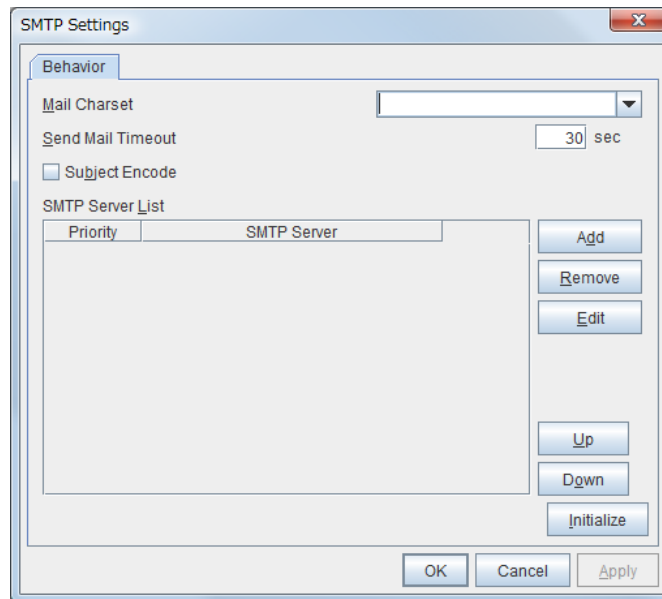 SMTP Settings
Behavior
Mail Charset
Send Mail Timeout 30 sec
Subject Encode
SMTP Server List
Priority SMTP Server
Add
Remove
Edit
Up
Down
Initialize
OK Cancel Apply